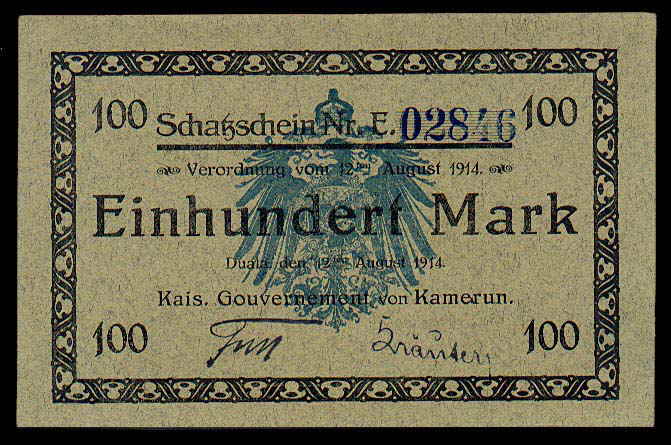 100 Schatzschein Nr. E. 02846 100
Verordnung vom 12ten August 1914.
Einhundert Mark
Duala, den 12ten August 1914.
Kais. Gouvernement von Kamerun.
100 100